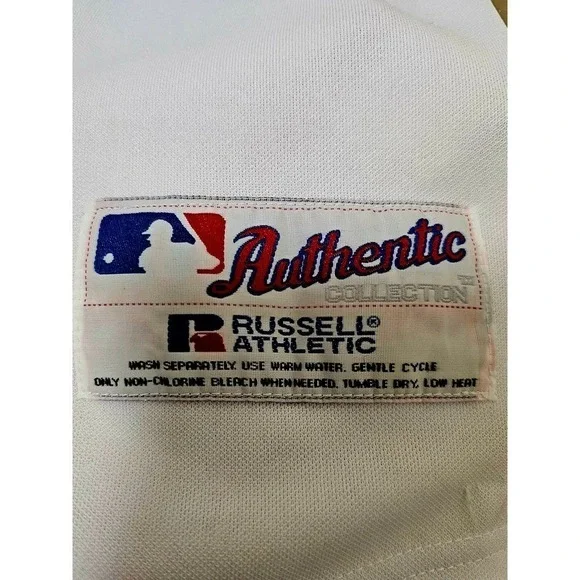 Authentic
COLLECTION™
RUSSELL®
ATHLETIC
WASH SEPARATELY. USE WARM WATER. GENTLE CYCLE
ONLY NON-CHLORINE BLEACH WHEN NEEDED. TUMBLE DRY, LOW HEAT